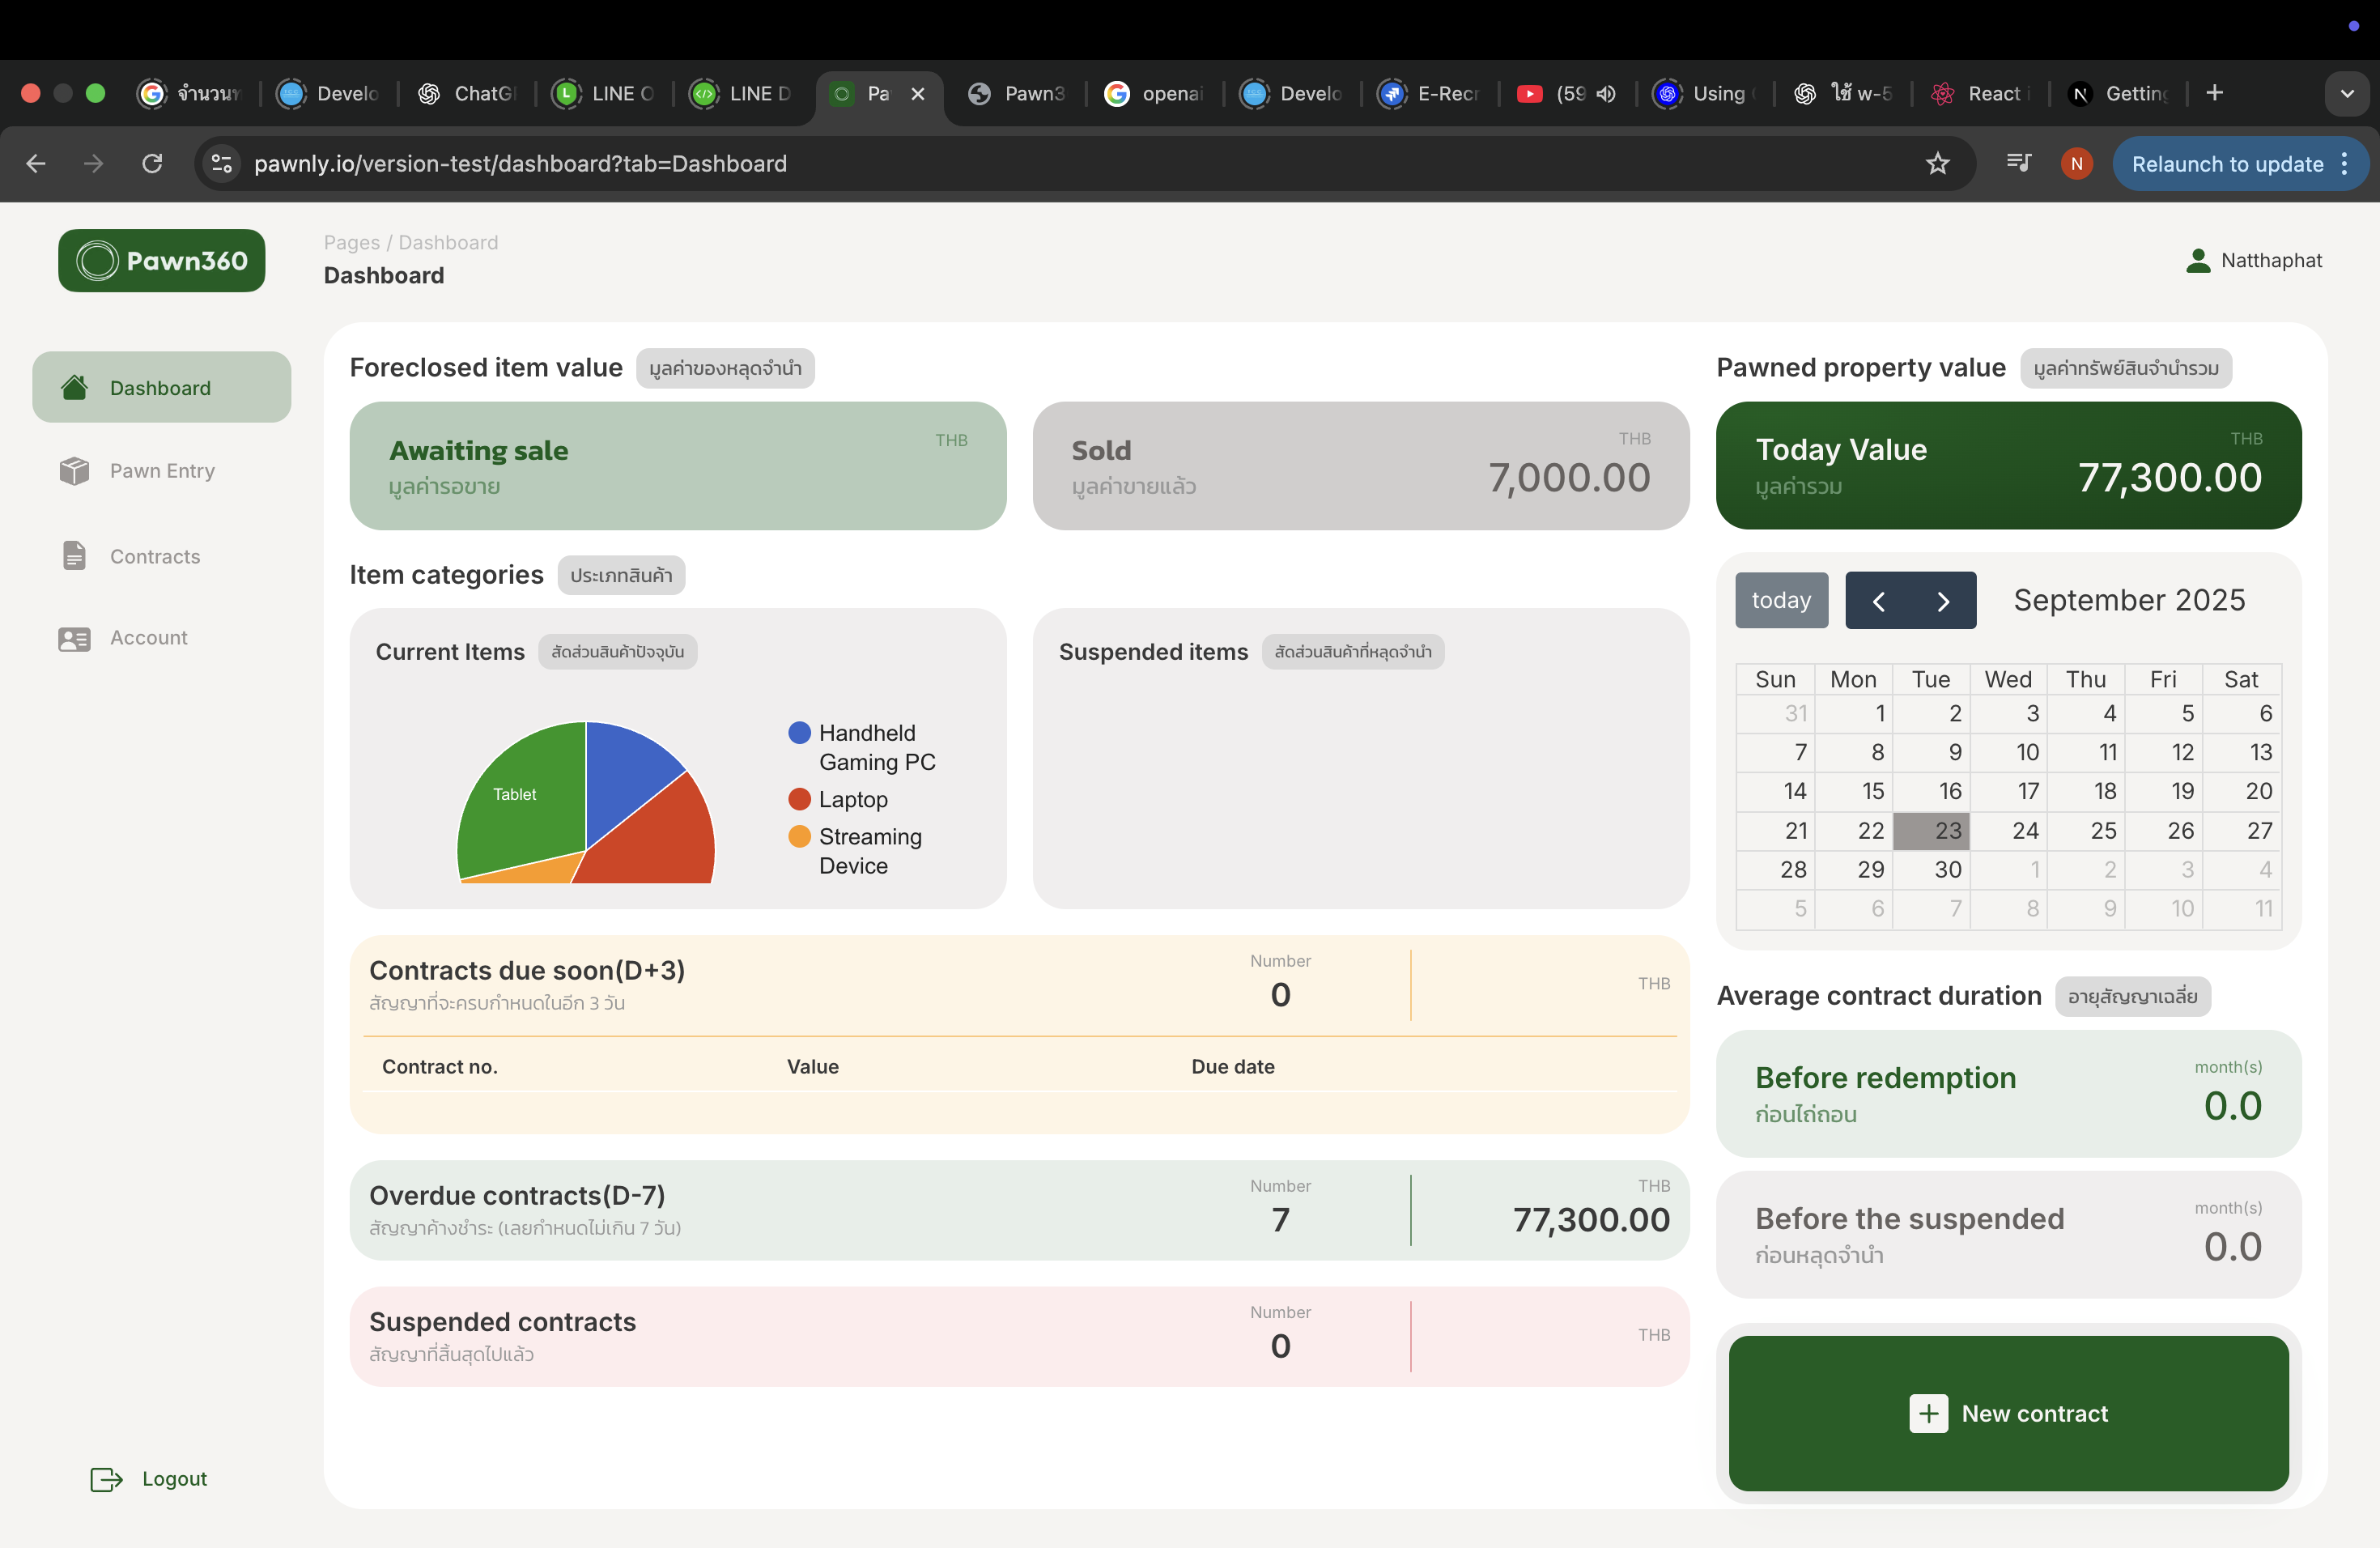 จำนวนท
Develo
ChatG
LINE O
LINE D
Pa
Pawn3
openai
Develo
E-Recr
(59
Using
ใช้ w-5
React i
Getting
pawnly.io/version-test/dashboard?tab=Dashboard
N
Relaunch to update
Pawn360
Pages / Dashboard
Dashboard
Natthaphat
Dashboard
Pawn Entry
Contracts
Account
Logout
Foreclosed item value มูลค่าของหลุดจำนำ
Awaiting sale THB
มูลค่ารอขาย
Sold THB
มูลค่าขายแล้ว 7,000.00
Item categories ประเภทสินค้า
Current Items สัดส่วนสินค้าปัจจุบัน
Tablet
Handheld
Gaming PC
Laptop
Streaming
Device
Suspended items สัดส่วนสินค้าที่หลุดจำนำ
Contracts due soon(D+3) Number THB
สัญญาที่จะครบกำหนดในอีก 3 วัน 0
Contract no. Value Due date
Overdue contracts(D-7) Number THB
สัญญาค้างชำระ (เลยกำหนดไม่เกิน 7 วัน) 7 77,300.00
Suspended contracts Number THB
สัญญาที่สิ้นสุดไปแล้ว 0
Pawned property value มูลค่าทรัพย์สินจำนำรวม
Today Value THB
มูลค่ารวม 77,300.00
today September 2025
Sun Mon Tue Wed Thu Fri Sat
31 1 2 3 4 5 6
7 8 9 10 11 12 13
14 15 16 17 18 19 20
21 22 23 24 25 26 27
28 29 30 1 2 3 4
5 6 7 8 9 10 11
Average contract duration อายุสัญญาเฉลี่ย
Before redemption month(s)
ก่อนไถ่ถอน 0.0
Before the suspended month(s)
ก่อนหลุดจำนำ 0.0
New contract